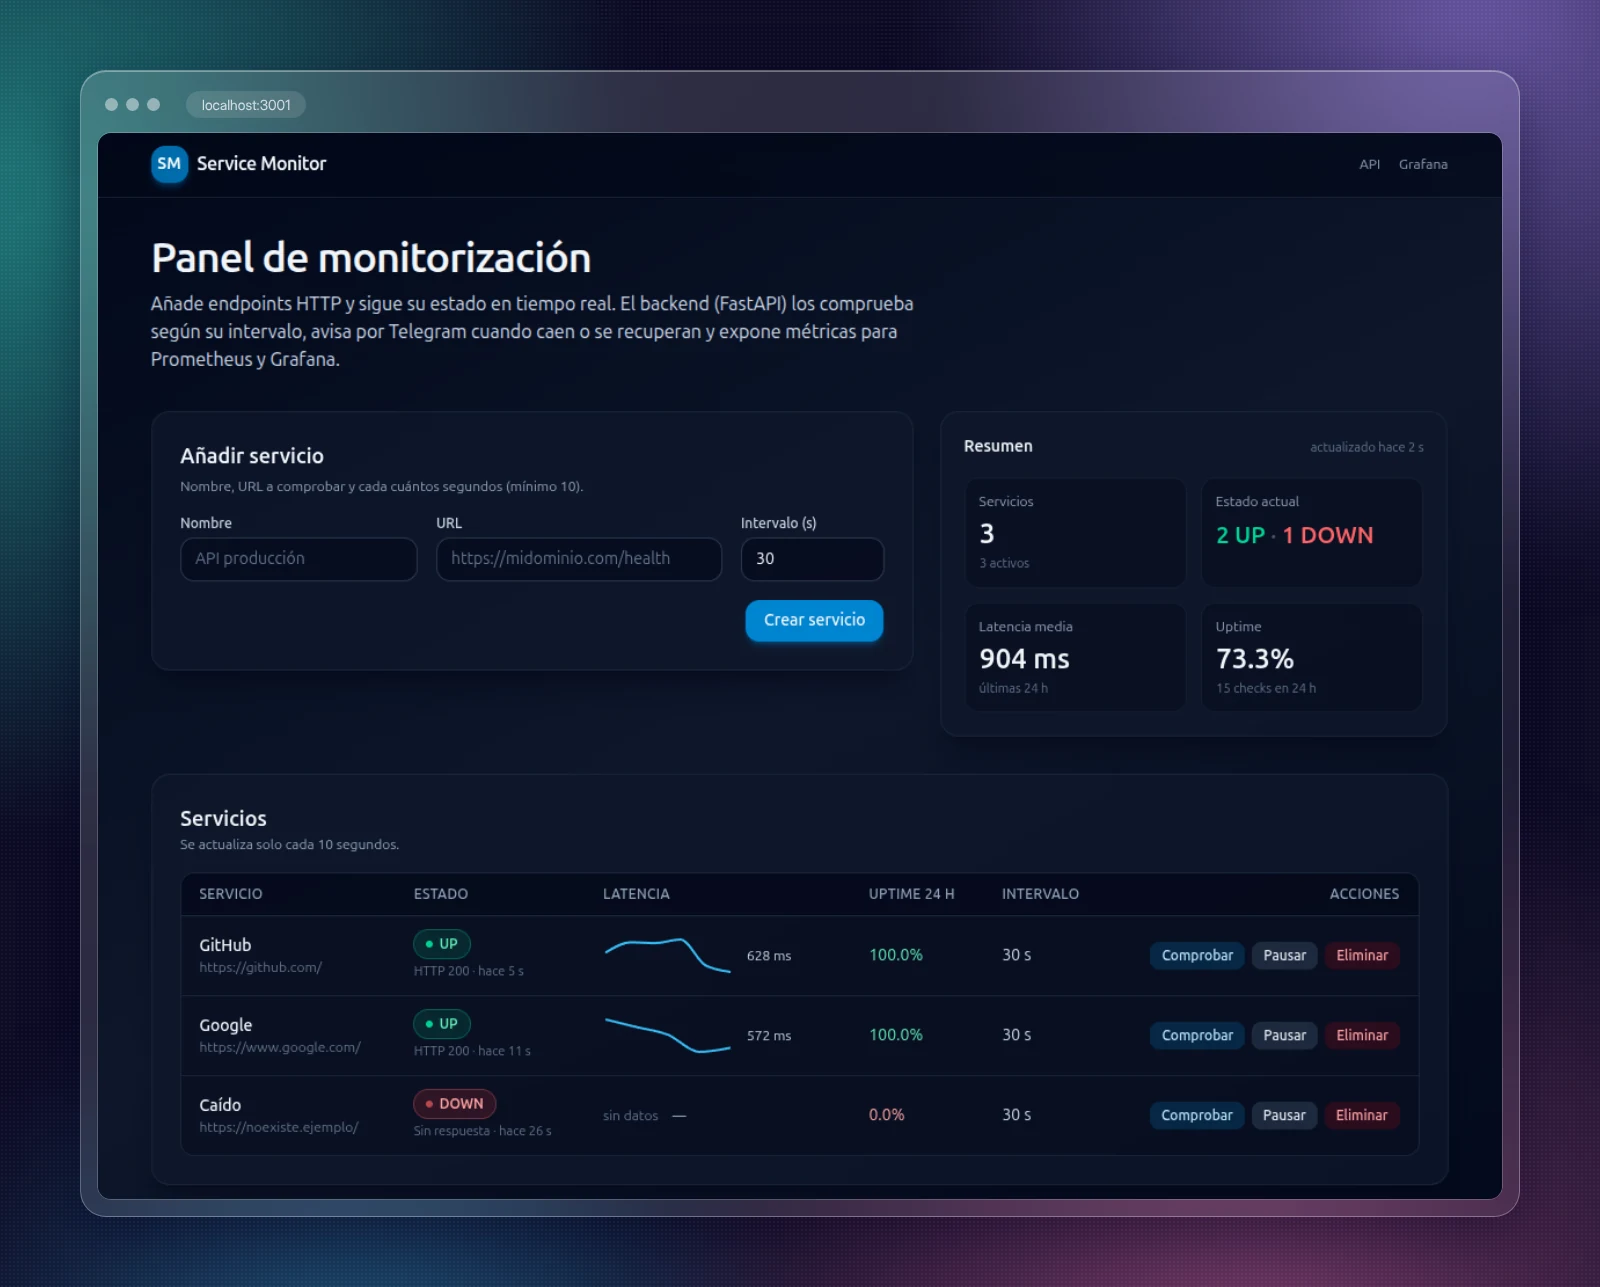 localhost:3001
SM Service Monitor
API Grafana
Panel de monitorización
Añade endpoints HTTP y sigue su estado en tiempo real. El backend (FastAPI) los comprueba
según su intervalo, avisa por Telegram cuando caen o se recuperan y expone métricas para
Prometheus y Grafana.
Añadir servicio
Nombre, URL a comprobar y cada cuántos segundos (mínimo 10).
Nombre URL Intervalo (s)
API producción https://midominio.com/health 30
Crear servicio
Resumen actualizado hace 2 s
Servicios
3
3 activos
Estado actual
2 UP · 1 DOWN
Latencia media
904 ms
últimas 24 h
Uptime
73.3%
15 checks en 24 h
Servicios
Se actualiza solo cada 10 segundos.
SERVICIO ESTADO LATENCIA UPTIME 24 H INTERVALO ACCIONES
GitHub UP 628 ms 100.0% 30 s Comprobar Pausar Eliminar
https://github.com/ HTTP 200 · hace 5 s
Google UP 572 ms 100.0% 30 s Comprobar Pausar Eliminar
https://www.google.com/ HTTP 200 · hace 11 s
Caído DOWN sin datos — 0.0% 30 s Comprobar Pausar Eliminar
https://noexiste.ejemplo/ Sin respuesta · hace 26 s